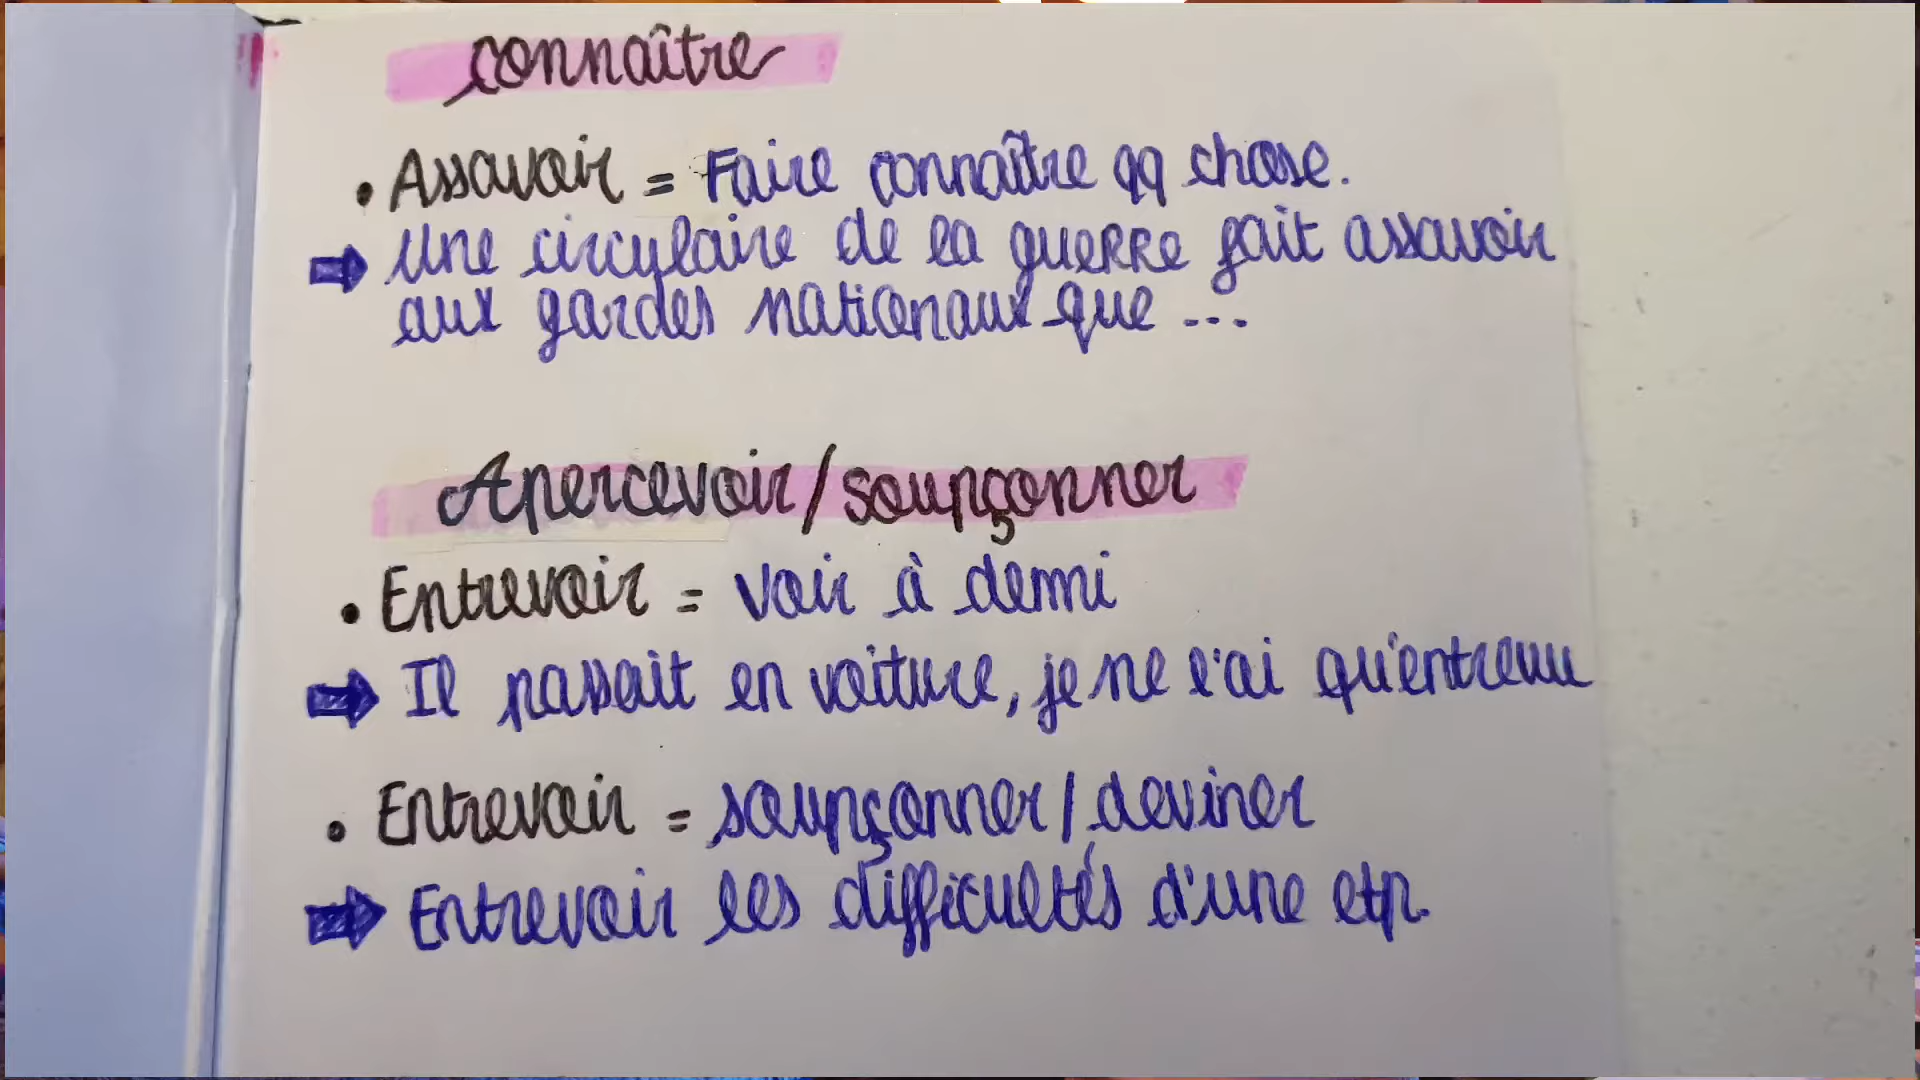 connaître
• Assavoir = Faire connaître qq chose.
➡ Une circulaire de la guerre fait assavoir
aux gardes nationaux que ...
Apercevoir/soupçonner
• Entrevoir = Voir à demi
➡ Il passait en voiture, je ne l'ai qu'entrevu
• Entrevoir = soupçonner / deviner
➡ Entrevoir les difficultés d'une etp.